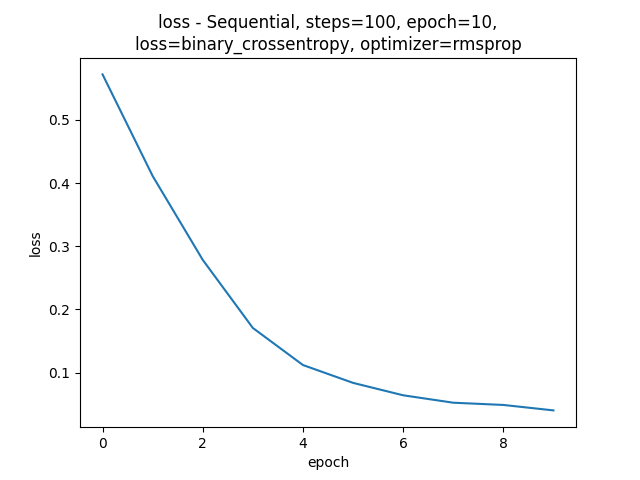 loss - Sequential, steps=100, epoch=10,
loss=binary_crossentropy, optimizer=rmsprop
0.5
0.4
0.3
0.2
0.1
loss
0 2 4 6 8
epoch